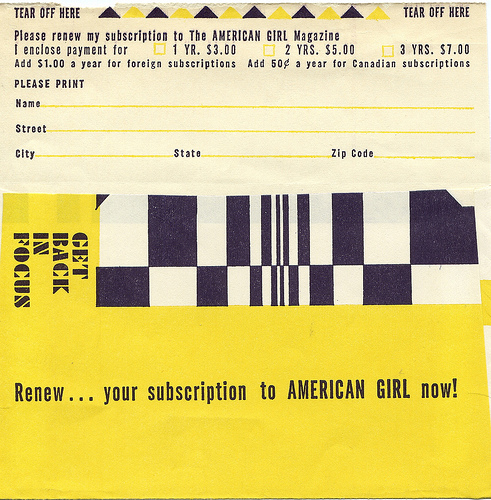 TEAR OFF HERE TEAR OFF HERE
Please renew my subscription to The AMERICAN GIRL Magazine
I enclose payment for 1 YR. $3.00 2 YRS. $5.00 3 YRS. $7.00
Add $1.00 a year for foreign subscriptions Add 50¢ a year for Canadian subscriptions
PLEASE PRINT
Name
Street
City State Zip Code
GET
BACK
IN
FOCUS
Renew... your subscription to AMERICAN GIRL now!